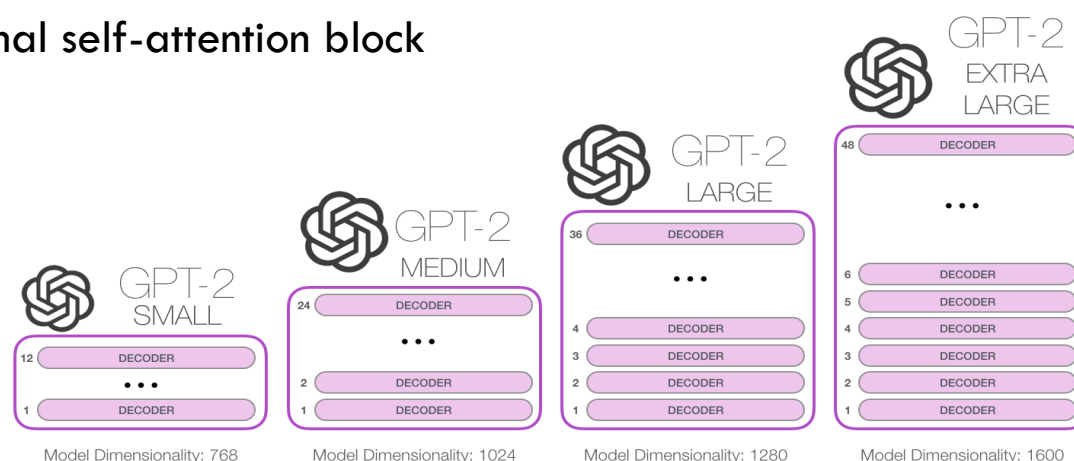 nal self-attention block
GPT-2
SMALL
12 DECODER
...
1 DECODER
Model Dimensionality: 768
GPT-2
MEDIUM
24 DECODER
...
2 DECODER
1 DECODER
Model Dimensionality: 1024
GPT-2
LARGE
36 DECODER
...
4 DECODER
3 DECODER
2 DECODER
1 DECODER
Model Dimensionality: 1280
GPT-2
EXTRA
LARGE
48 DECODER
...
6 DECODER
5 DECODER
4 DECODER
3 DECODER
2 DECODER
1 DECODER
Model Dimensionality: 1600